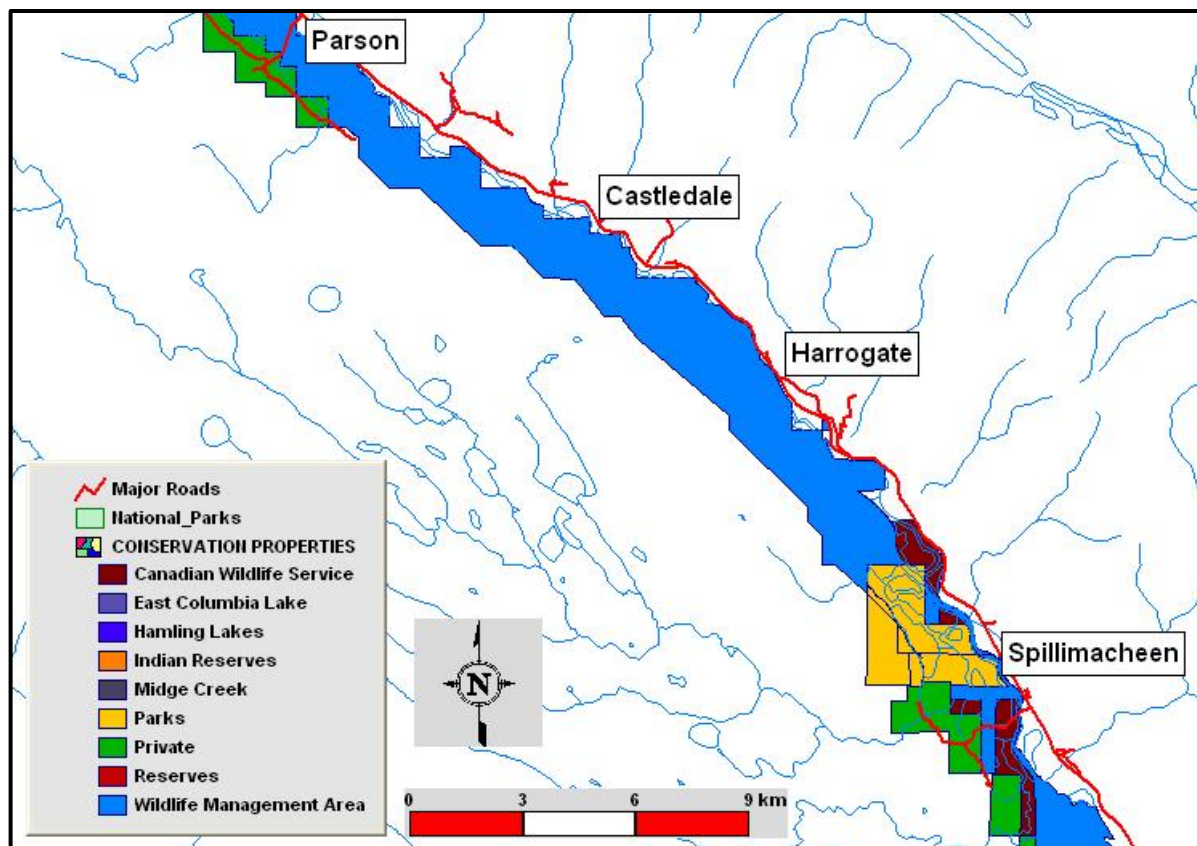 Parson
Castledale
Harrogate
Spillimacheen
Major Roads
National_Parks
CONSERVATION PROPERTIES
Canadian Wildlife Service
East Columbia Lake
Hamling Lakes
Indian Reserves
Midge Creek
Parks
Private
Reserves
Wildlife Management Area
N
0 3 6 9 km